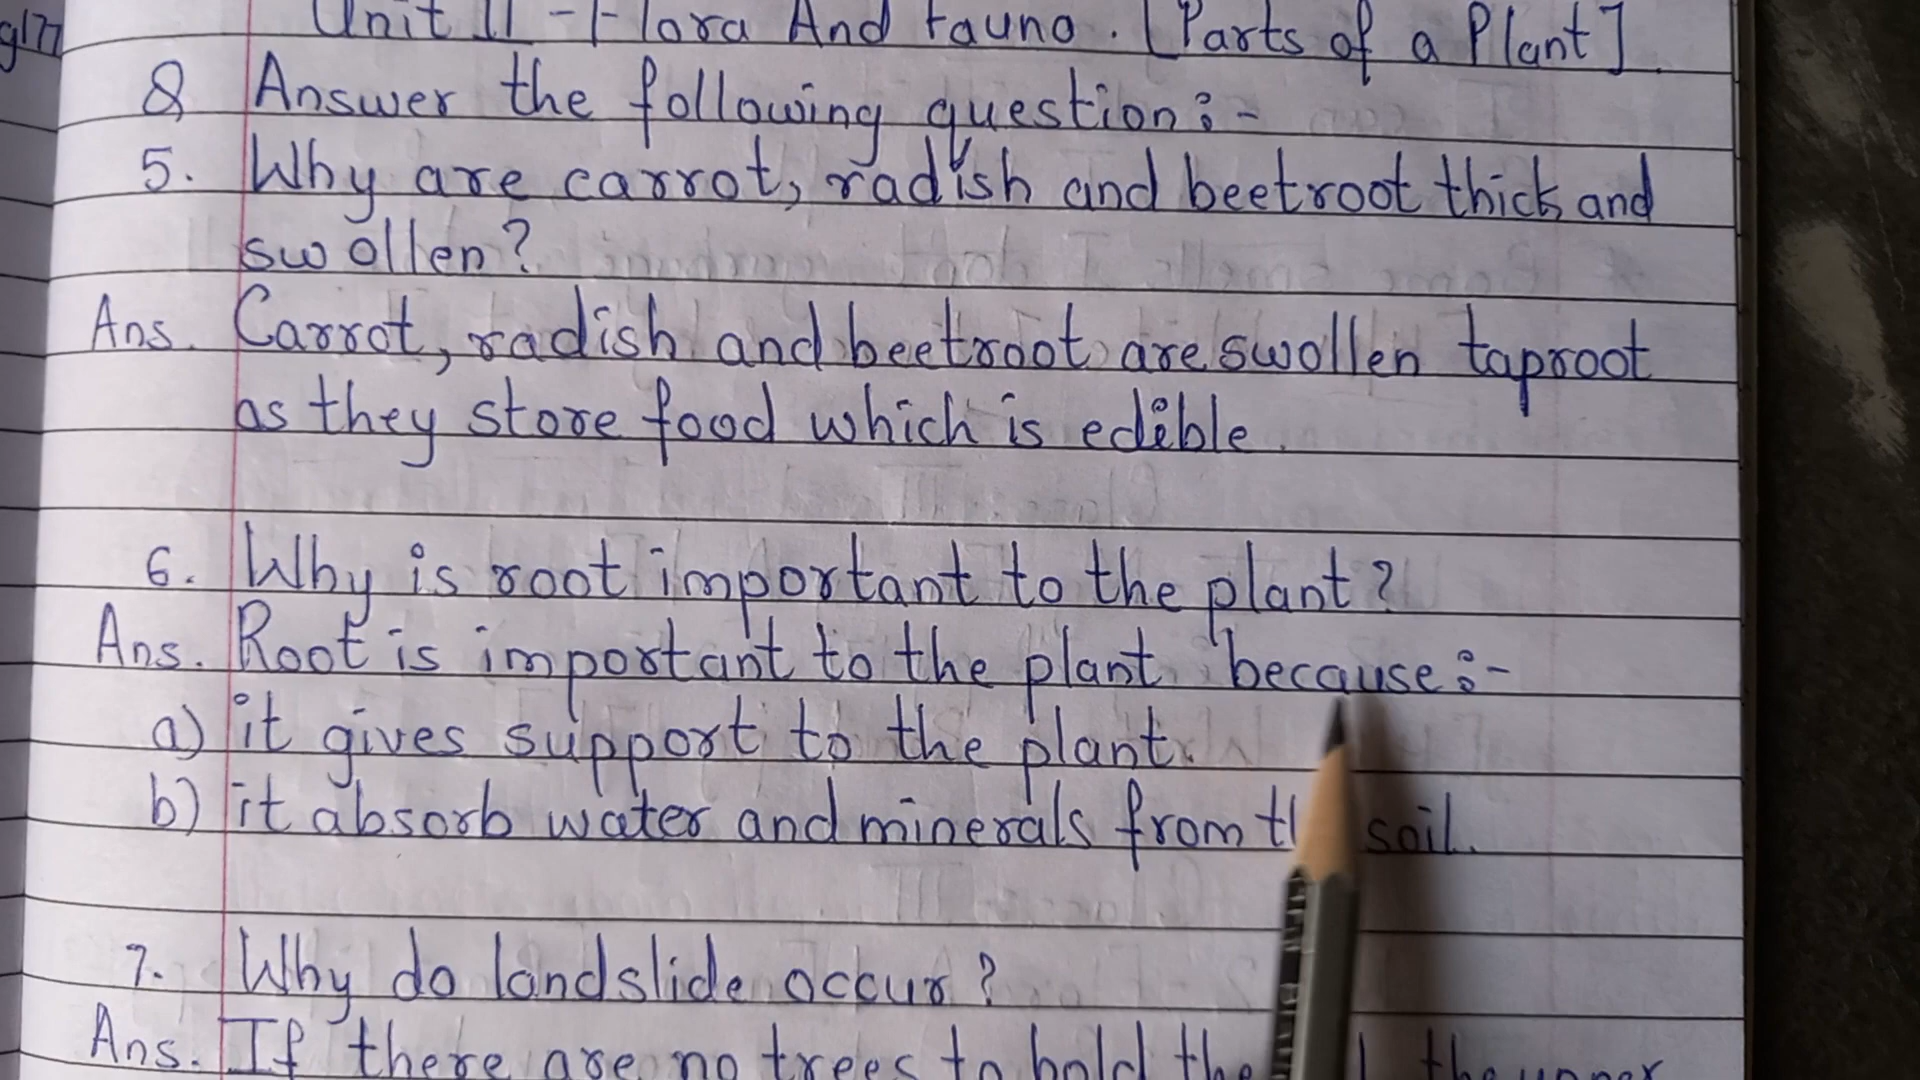 Unit 11 - Flora And Fauna. [Parts of a Plant]
Q Answer the following question:-
5. Why are carrot, radish and beetroot thick and
swollen?
Ans. Carrot, radish and beetroot are swollen taproot
as they store food which is edible.
6. Why is root important to the plant?
Ans. Root is important to the plant because:-
a) it gives support to the plant.
b) it absorb water and minerals from soil.
7. Why do landslide occur?
Ans. If there are no trees to hold the the upper